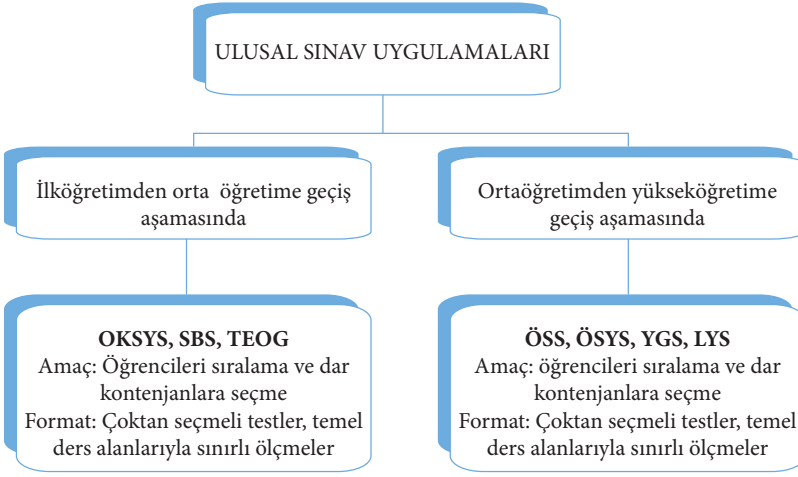 ULUSAL SINAV UYGULAMALARI
İlköğretimden orta öğretime geçiş
aşamasında
Ortaöğretimden yükseköğretime
geçiş aşamasında
OKSYS, SBS, TEOG
Amaç: Öğrencileri sıralama ve dar
kontenjanlara seçme
Format: Çoktan seçmeli testler, temel
ders alanlarıyla sınırlı ölçmeler
ÖSS, ÖSYS, YGS, LYS
Amaç: öğrencileri sıralama ve dar
kontenjanlara seçme
Format: Çoktan seçmeli testler, temel
ders alanlarıyla sınırlı ölçmeler